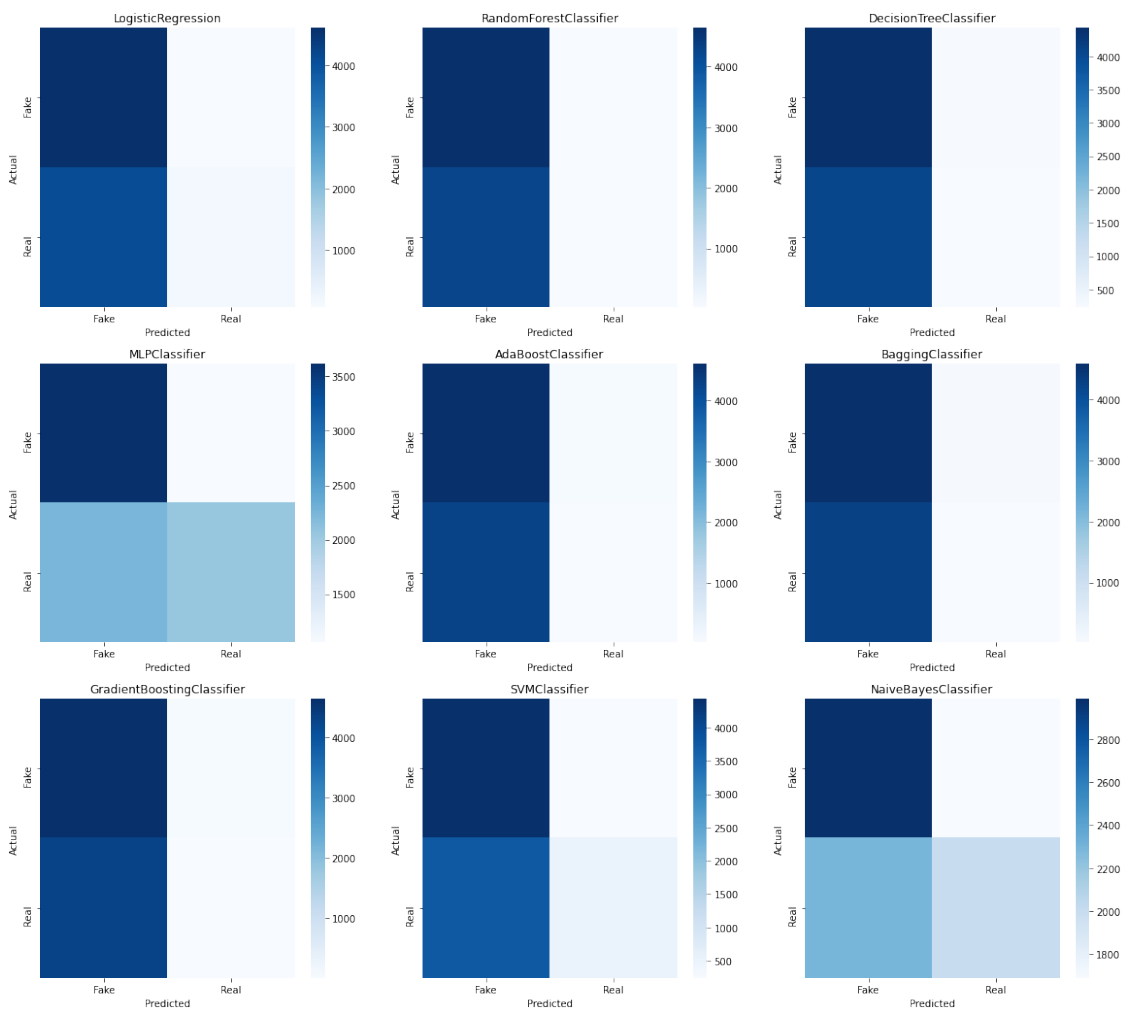 LogisticRegression
Actual
Fake
Real
Fake
Real
Predicted
4000
3000
2000
1000
RandomForestClassifier
Actual
Fake
Real
Fake
Real
Predicted
4000
3000
2000
1000
DecisionTreeClassifier
Actual
Fake
Real
Fake
Real
Predicted
4000
3500
3000
2500
2000
1500
1000
500
MLPClassifier
Actual
Fake
Real
Fake
Real
Predicted
3500
3000
2500
2000
1500
AdaBoostClassifier
Actual
Fake
Real
Fake
Real
Predicted
4000
3000
2000
1000
BaggingClassifier
Actual
Fake
Real
Fake
Real
Predicted
4000
3000
2000
1000
GradientBoostingClassifier
Actual
Fake
Real
Fake
Real
Predicted
4000
3000
2000
1000
SVMClassifier
Actual
Fake
Real
Fake
Real
Predicted
4000
3500
3000
2500
2000
1500
1000
500
NaiveBayesClassifier
Actual
Fake
Real
Fake
Real
Predicted
2800
2600
2400
2200
2000
1800